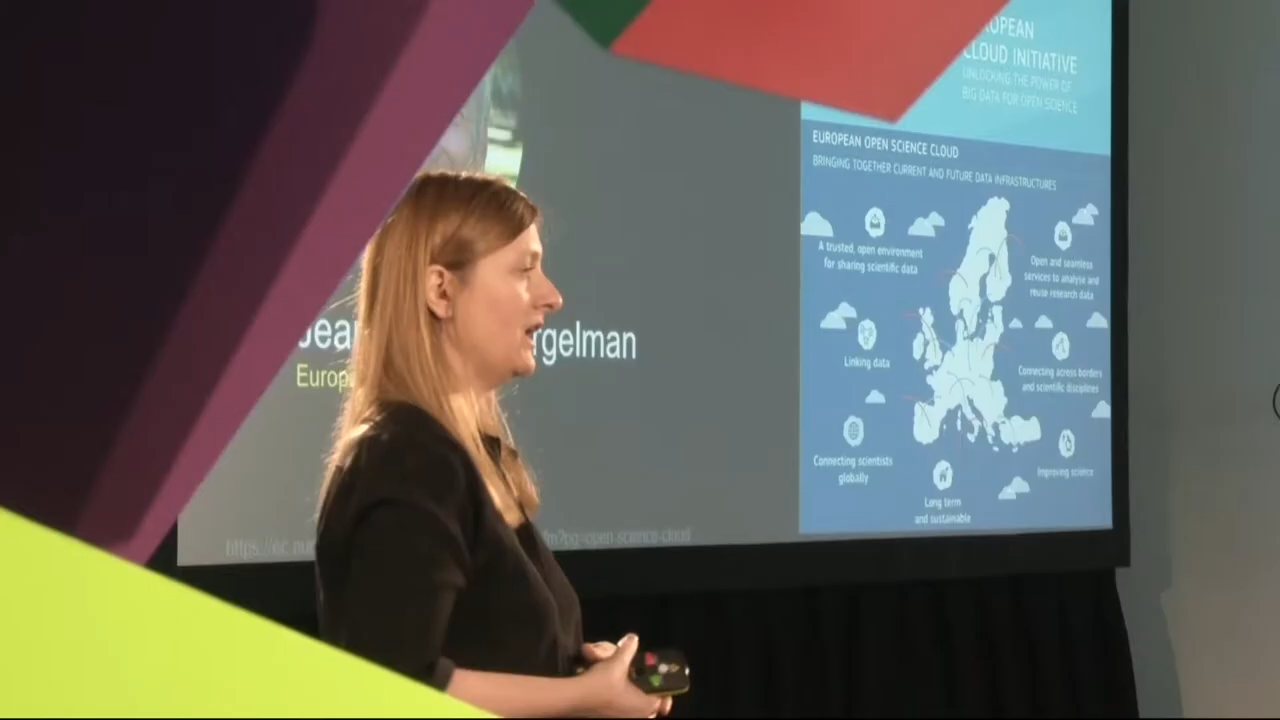 rgelman
Europ
CLOUD INITIATIVE
UNLOCKING THE POWER OF
BIG DATA FOR OPEN SCIENCE
EUROPEAN OPEN SCIENCE CLOUD
BRINGING TOGETHER CURRENT AND FUTURE DATA INFRASTRUCTURES
A trusted, open environment
for sharing scientific data
Open and seamless
services to analyse and
reuse research data
Linking data
Connecting across borders
and scientific disciplines
Connecting scientists
globally
Improving science
Long term
and sustainable